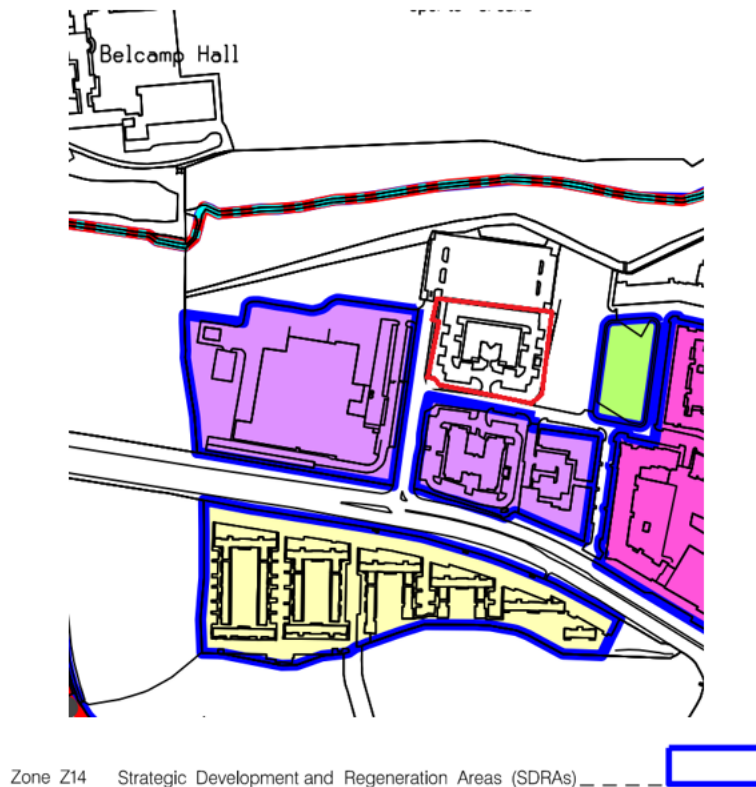 Belcamp Hall
Zone Z14 Strategic Development and Regeneration Areas (SDRAs)